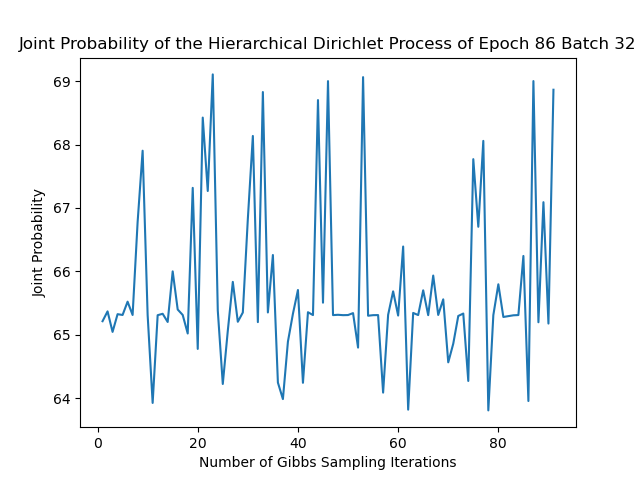 Joint Probability of the Hierarchical Dirichlet Process of Epoch 86 Batch 32
69
68
67
66
65
64
Joint Probability
0 20 40 60 80
Number of Gibbs Sampling Iterations